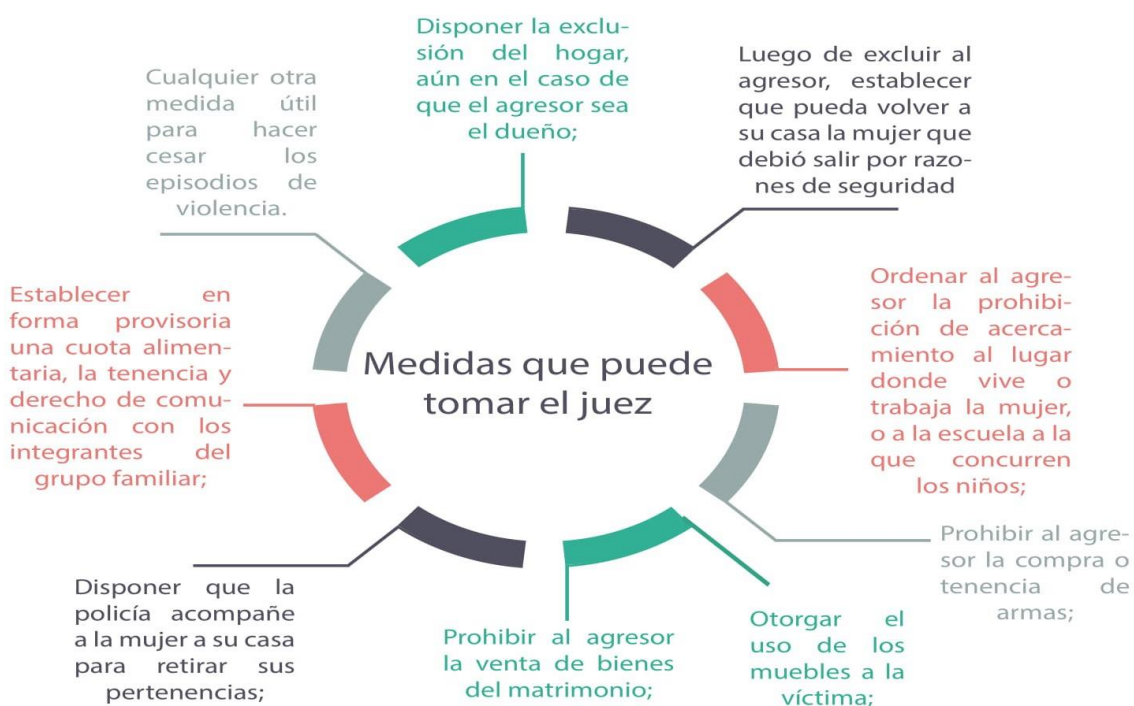 Medidas que puede
tomar el juez
Disponer la exclu-
sión del hogar,
aún en el caso de
que el agresor sea
el dueño;
Luego de excluir al
agresor, establecer
que pueda volver a
su casa la mujer que
debió salir por razo-
nes de seguridad
Ordenar al agre-
sor la prohibi-
ción de acerca-
miento al lugar
donde vive o
trabaja la mujer,
o a la escuela a la
que concurren
los niños;
Prohibir al agre-
sor la compra o
tenencia de
armas;
Otorgar el
uso de los
muebles a la
víctima;
Prohibir al agresor
la venta de bienes
del matrimonio;
Disponer que la
policía acompañe
a la mujer a su casa
para retirar sus
pertenencias;
Establecer en
forma provisoria
una cuota alimen-
taria, la tenencia y
derecho de comu-
nicación con los
integrantes del
grupo familiar;
Cualquier otra
medida útil
para hacer
cesar los
episodios de
violencia.